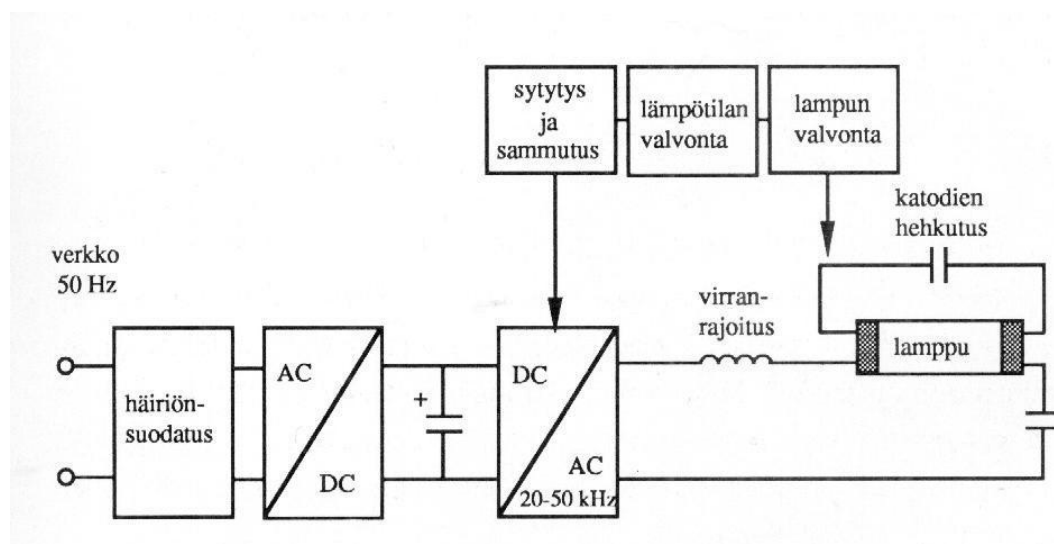 sytytys
ja
sammutus
lämpötilan
valvonta
lampun
valvonta
katodien
hehkutus
verkko
50 Hz
virran-
rajoitus
häiriön-
suodatus
AC
DC
+
DC
AC
20-50 kHz
lamppu